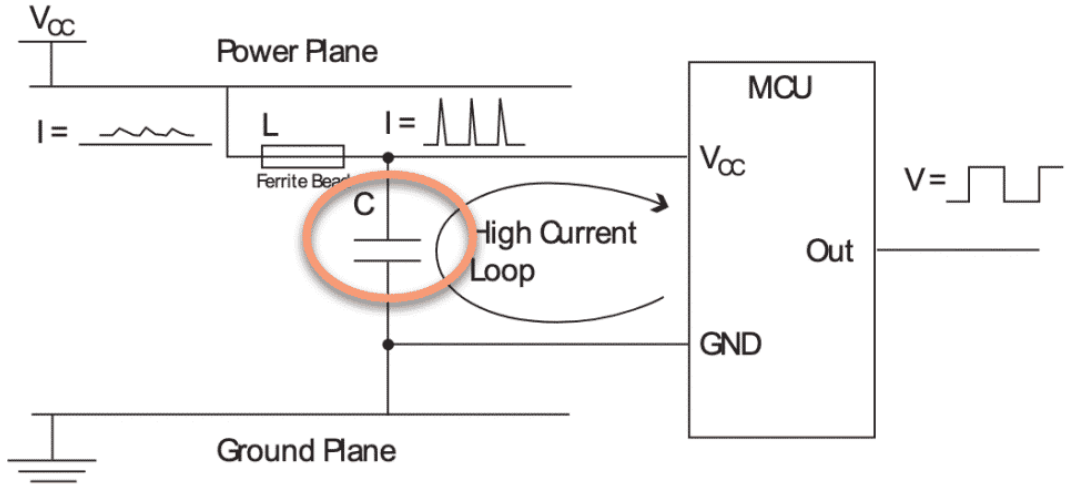 VCC
Power Plane
MCU
I =
L
I =
Ferrite Bead
VCC
V =
C
High Current
Loop
Out
GND
Ground Plane